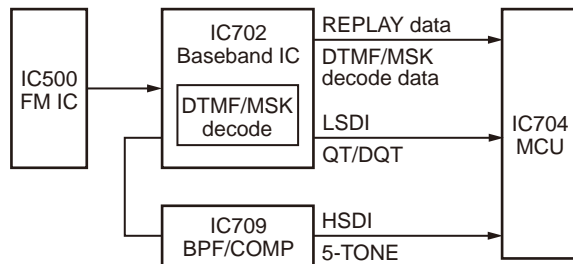 IC500
FM IC
IC702
Baseband IC
DTMF/MSK
decode
REPLAY data
DTMF/MSK
decode data
LSDI
QT/DQT
IC709
BPF/COMP
HSDI
5-TONE
IC704
MCU